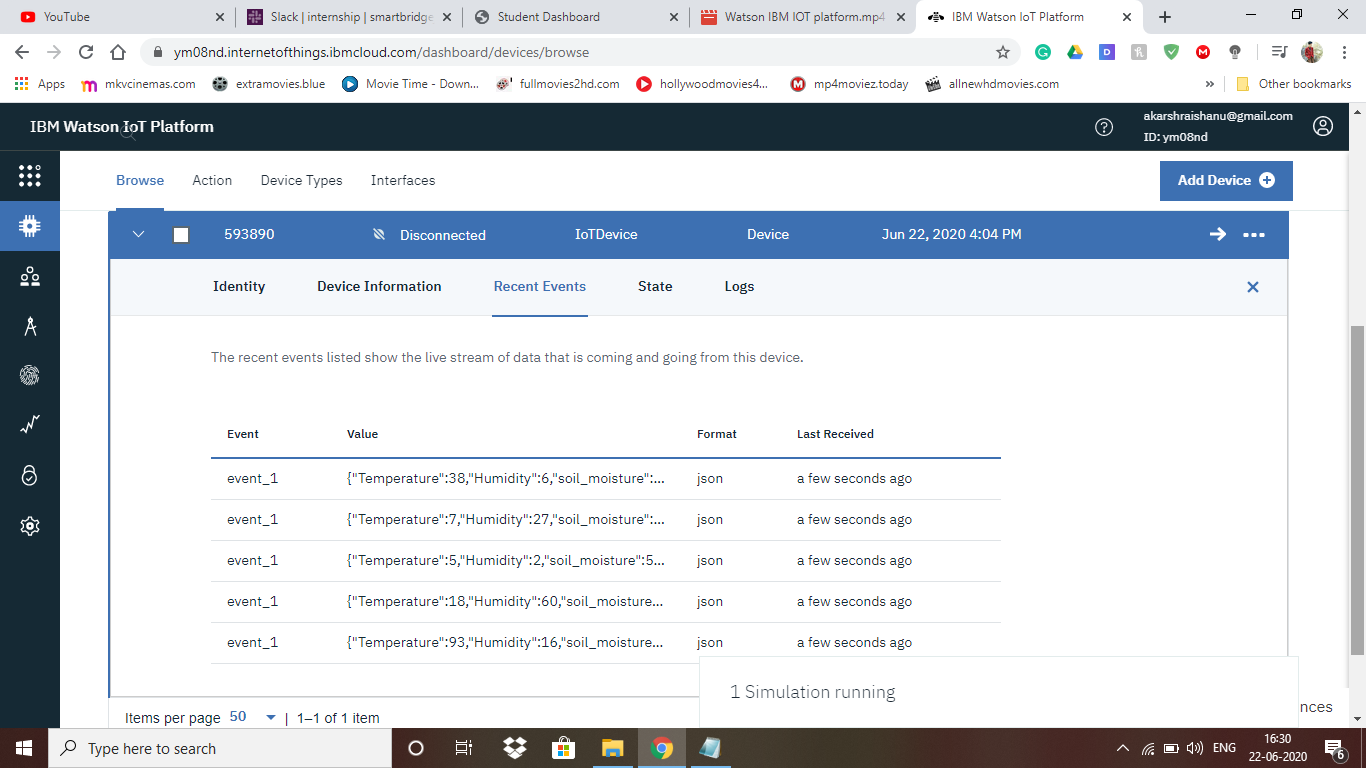 YouTube
Slack | internship | smartbridge
Student Dashboard
Watson IBM IOT platform.mp4
IBM Watson IoT Platform
ym08nd.internetofthings.ibmcloud.com/dashboard/devices/browse
Apps
mkvcinemas.com
extramovies.blue
Movie Time - Down...
fullmovies2hd.com
hollywoodmovies4...
mp4moviez.today
allnewhdmovies.com
»
Other bookmarks
IBM Watson IoT Platform
akarshraishanu@gmail.com
ID: ym08nd
Browse Action Device Types Interfaces
Add Device
593890 Disconnected IoTDevice Device Jun 22, 2020 4:04 PM
Identity Device Information Recent Events State Logs
The recent events listed show the live stream of data that is coming and going from this device.
Event Value Format Last Received
event_1 {"Temperature":38,"Humidity":6,"soil_moisture":... json a few seconds ago
event_1 {"Temperature":7,"Humidity":27,"soil_moisture":... json a few seconds ago
event_1 {"Temperature":5,"Humidity":2,"soil_moisture":5... json a few seconds ago
event_1 {"Temperature":18,"Humidity":60,"soil_moisture... json a few seconds ago
event_1 {"Temperature":93,"Humidity":16,"soil_moisture... json a few seconds ago
1 Simulation running
nces
Items per page 50 | 1–1 of 1 item
Type here to search
ENG
16:30
22-06-2020
6